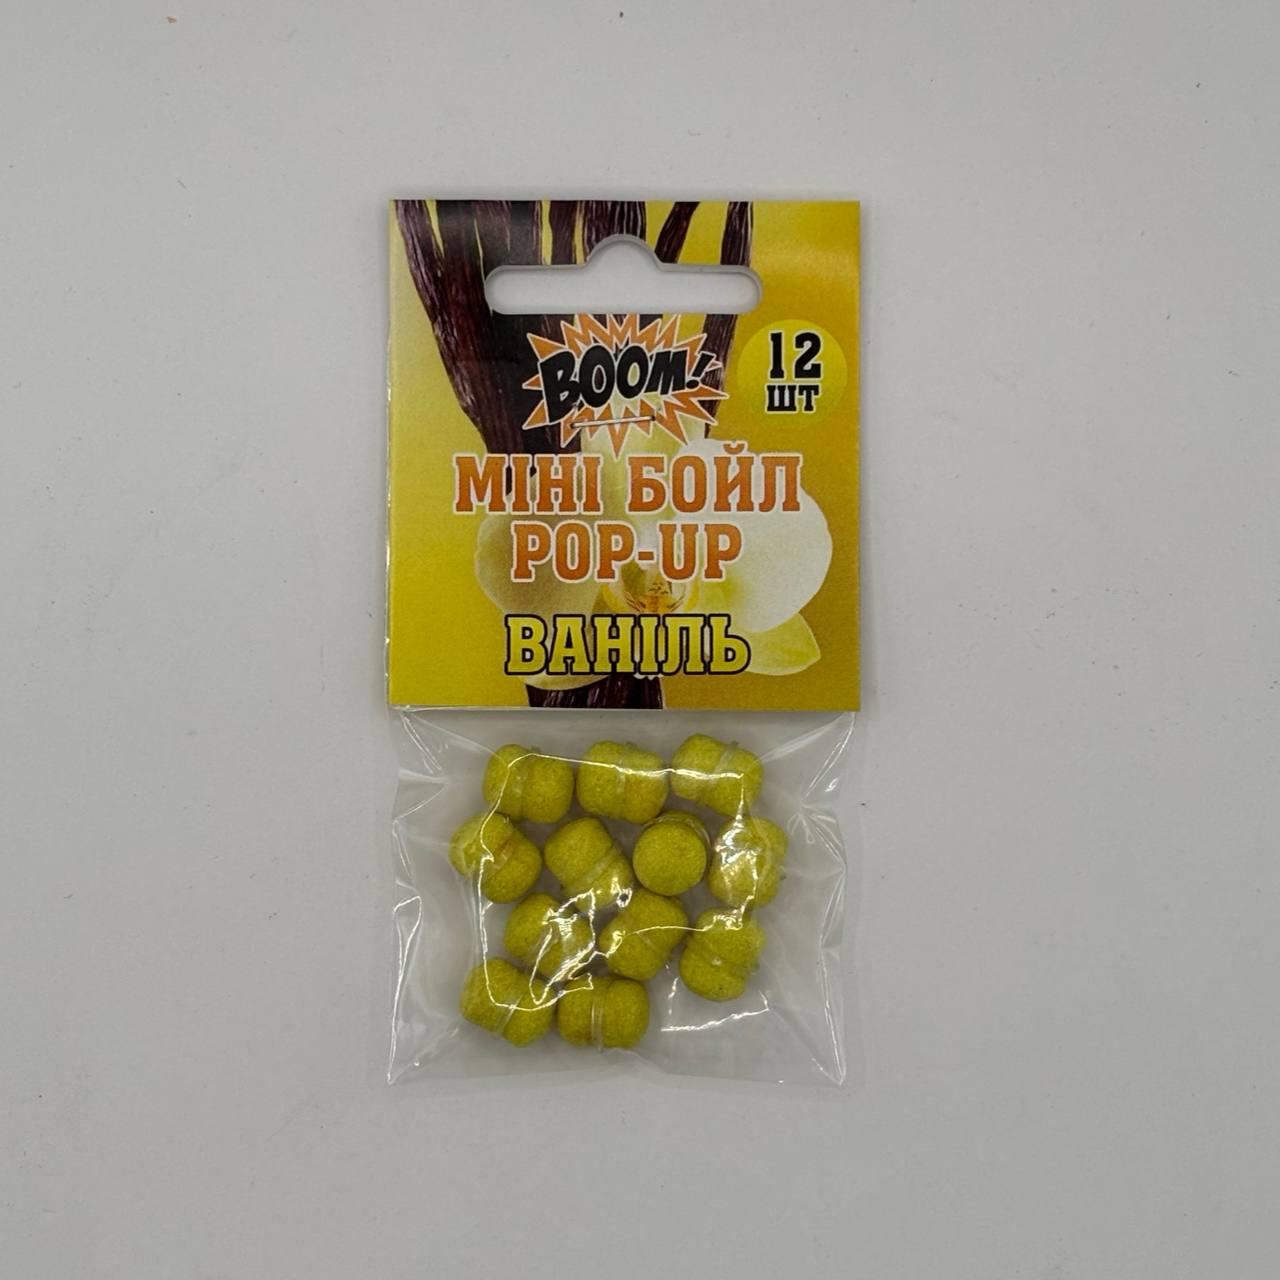 BOOM!
12
ШТ
МІНІ БОЙЛ
POP-UP
ВАНІЛЬ